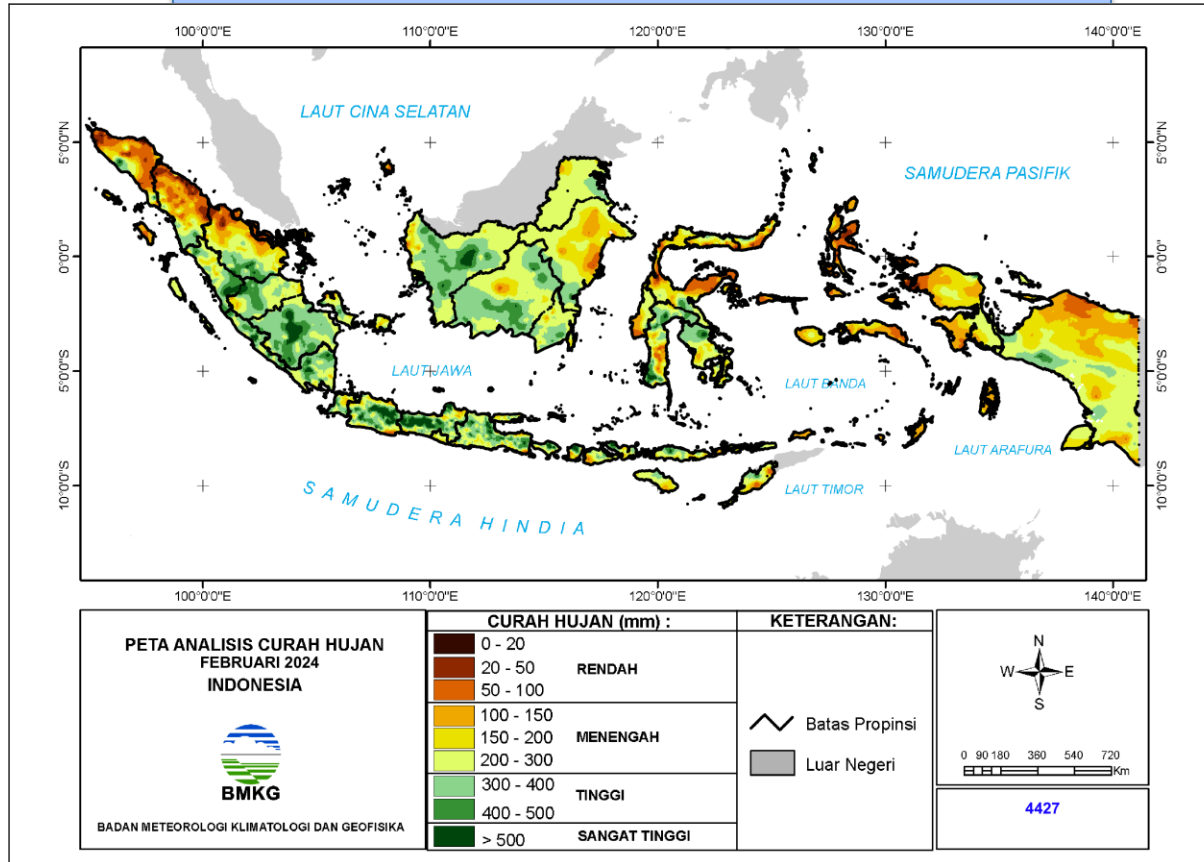 100°0'0"E 110°0'0"E 120°0'0"E 130°0'0"E 140°0'0"E
LAUT CINA SELATAN
5°0'0"N 5°0'0"N
SAMUDERA PASIFIK
0°0'0" 0°0'0"
5°0'0"S LAUT JAWA LAUT BANDA 5°0'0"S
LAUT ARAFURA
10°0'0"S LAUT TIMOR 10°0'0"S
SAMUDERA HINDIA
100°0'0"E 110°0'0"E 120°0'0"E 130°0'0"E 140°0'0"E
PETA ANALISIS CURAH HUJAN
FEBRUARI 2024
INDONESIA
BMKG
BADAN METEOROLOGI KLIMATOLOGI DAN GEOFISIKA
CURAH HUJAN (mm) :
0 - 20
20 - 50 RENDAH
50 - 100
100 - 150
150 - 200 MENENGAH
200 - 300
300 - 400 TINGGI
400 - 500
> 500 SANGAT TINGGI
KETERANGAN:
Batas Propinsi
Luar Negeri
N
W E
S
0 90 180 360 540 720
Km
4427